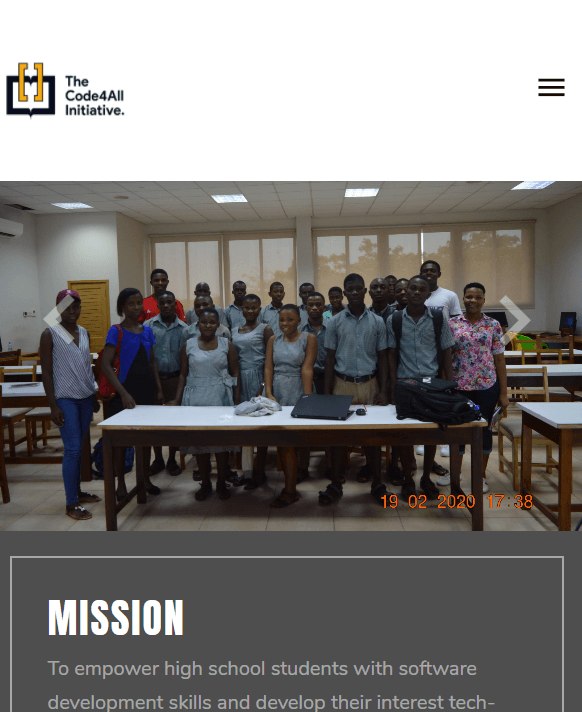 The
Code4All
Initiative.
19 02 2020 17:38
MISSION
To empower high school students with software
development skills and develop their interest tech-